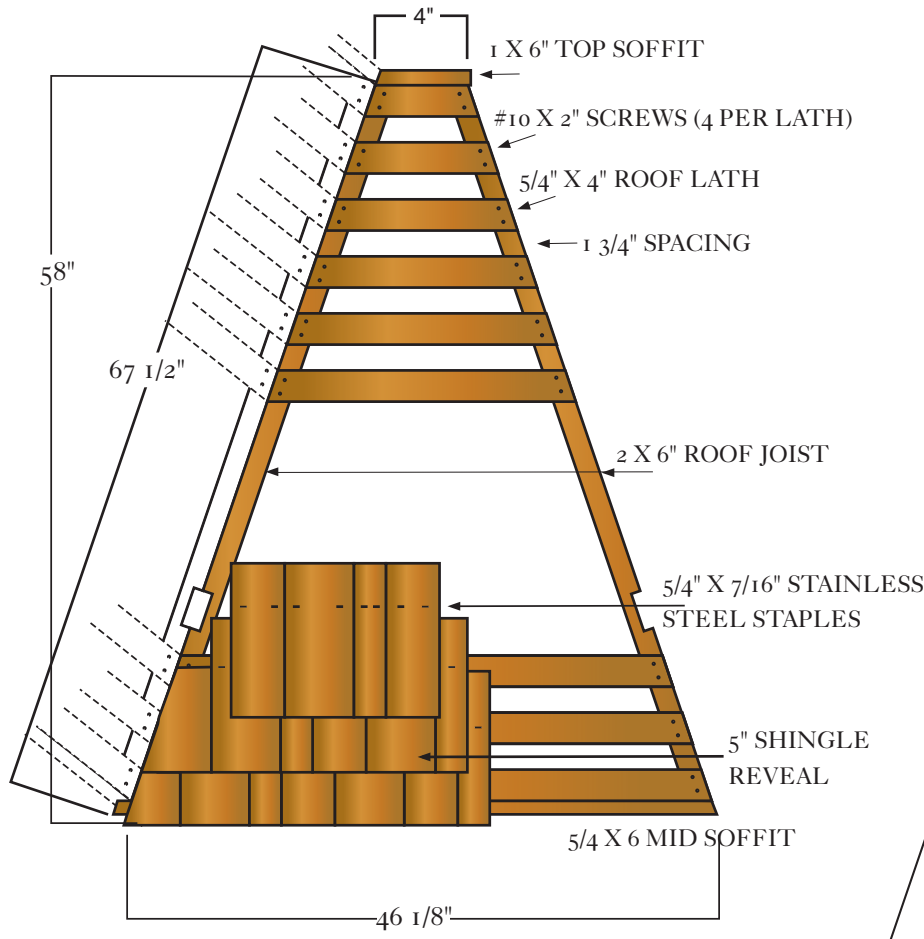 4"
1 X 6" TOP SOFFIT
#10 X 2" SCREWS (4 PER LATH)
5/4" X 4" ROOF LATH
1 3/4" SPACING
58"
67 1/2"
2 X 6" ROOF JOIST
5/4" X 7/16" STAINLESS
STEEL STAPLES
5" SHINGLE
REVEAL
5/4 X 6 MID SOFFIT
46 1/8"